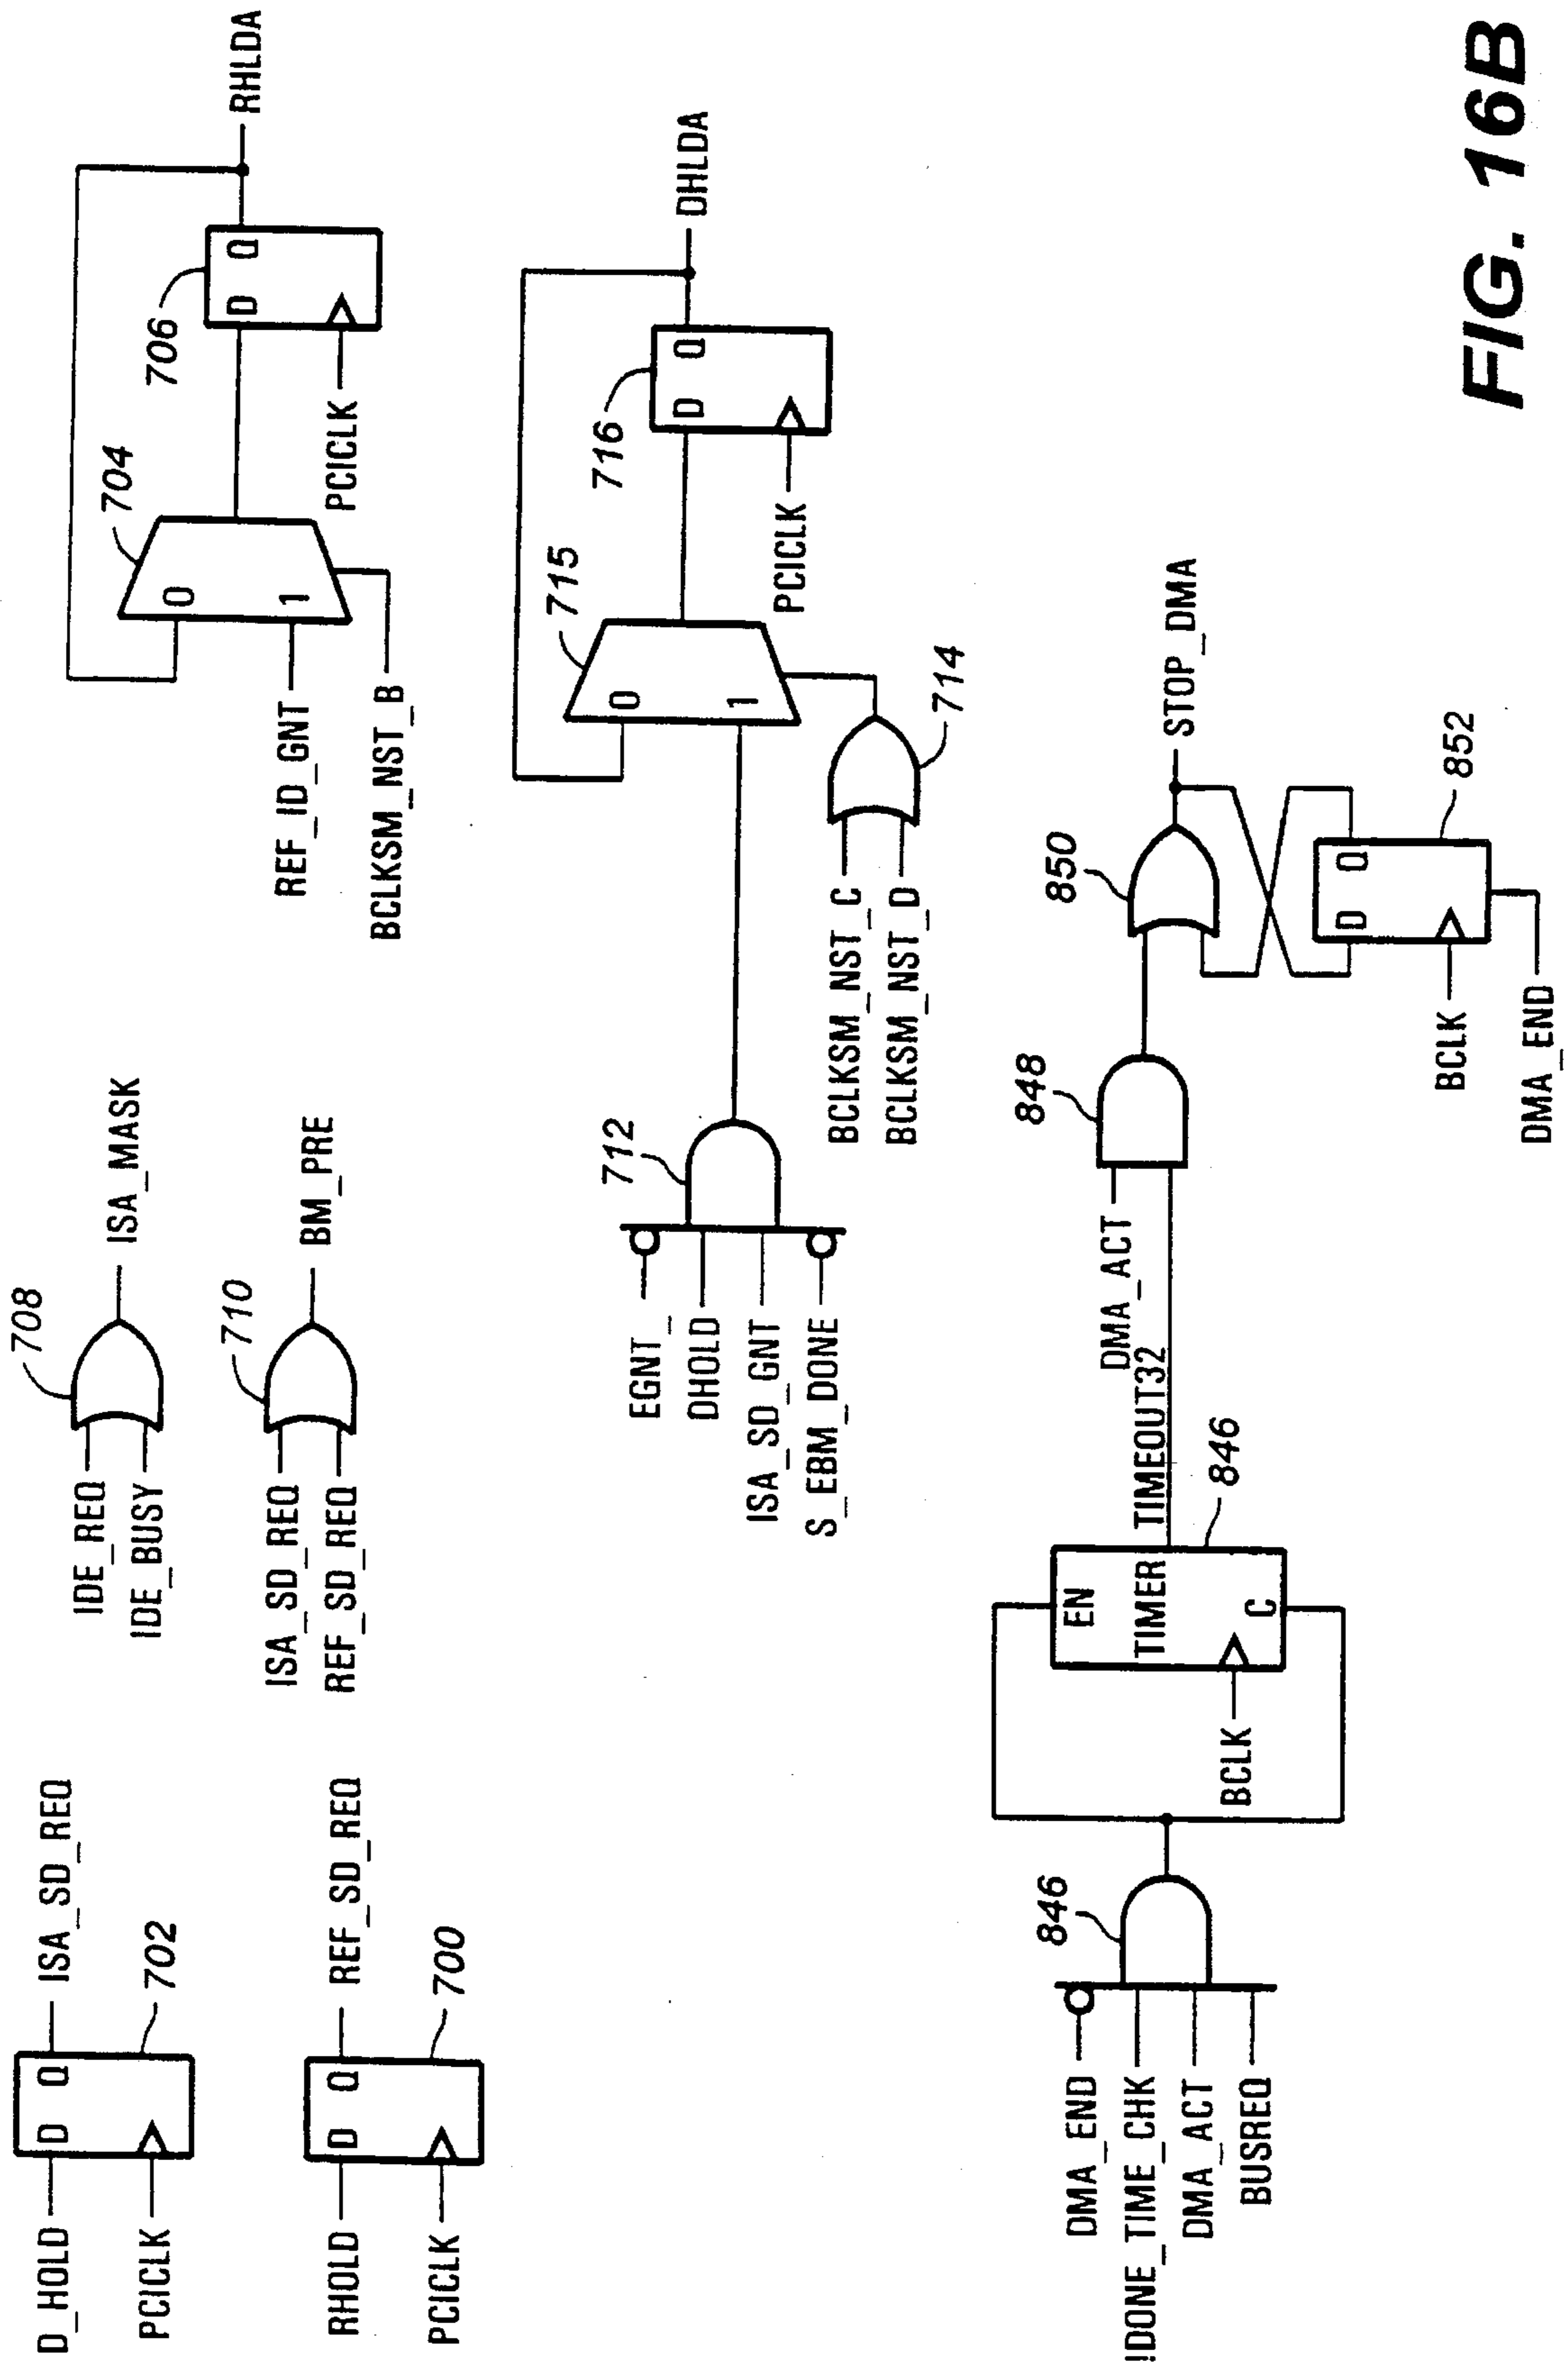 D_HOLD
D
Q
ISA_SD_REQ
PCICLK
702
RHOLD
D
Q
REF_SD_REQ
PCICLK
700
IDE_REQ
IDE_BUSY
708
ISA_MASK
ISA_SD_REQ
REF_SD_REQ
710
BM_PRE
REF_ID_GNT
BCLKSM_NST_B
0
1
704
PCICLK
706
D
Q
RHLDA
EGNT_
DHOLD
ISA_SD_GNT
S_EBM_DONE
712
BCLKSM_NST_C
BCLKSM_NST_D
714
0
1
715
PCICLK
716
D
Q
DHLDA
DMA_END
!DONE_TIME_CHK
DMA_ACT
BUSREQ
846
BCLK
EN
TIMER
C
TIMEOUT32
846
DMA_ACT
848
850
STOP_DMA
BCLK
D
Q
852
DMA_END
FIG. 16B